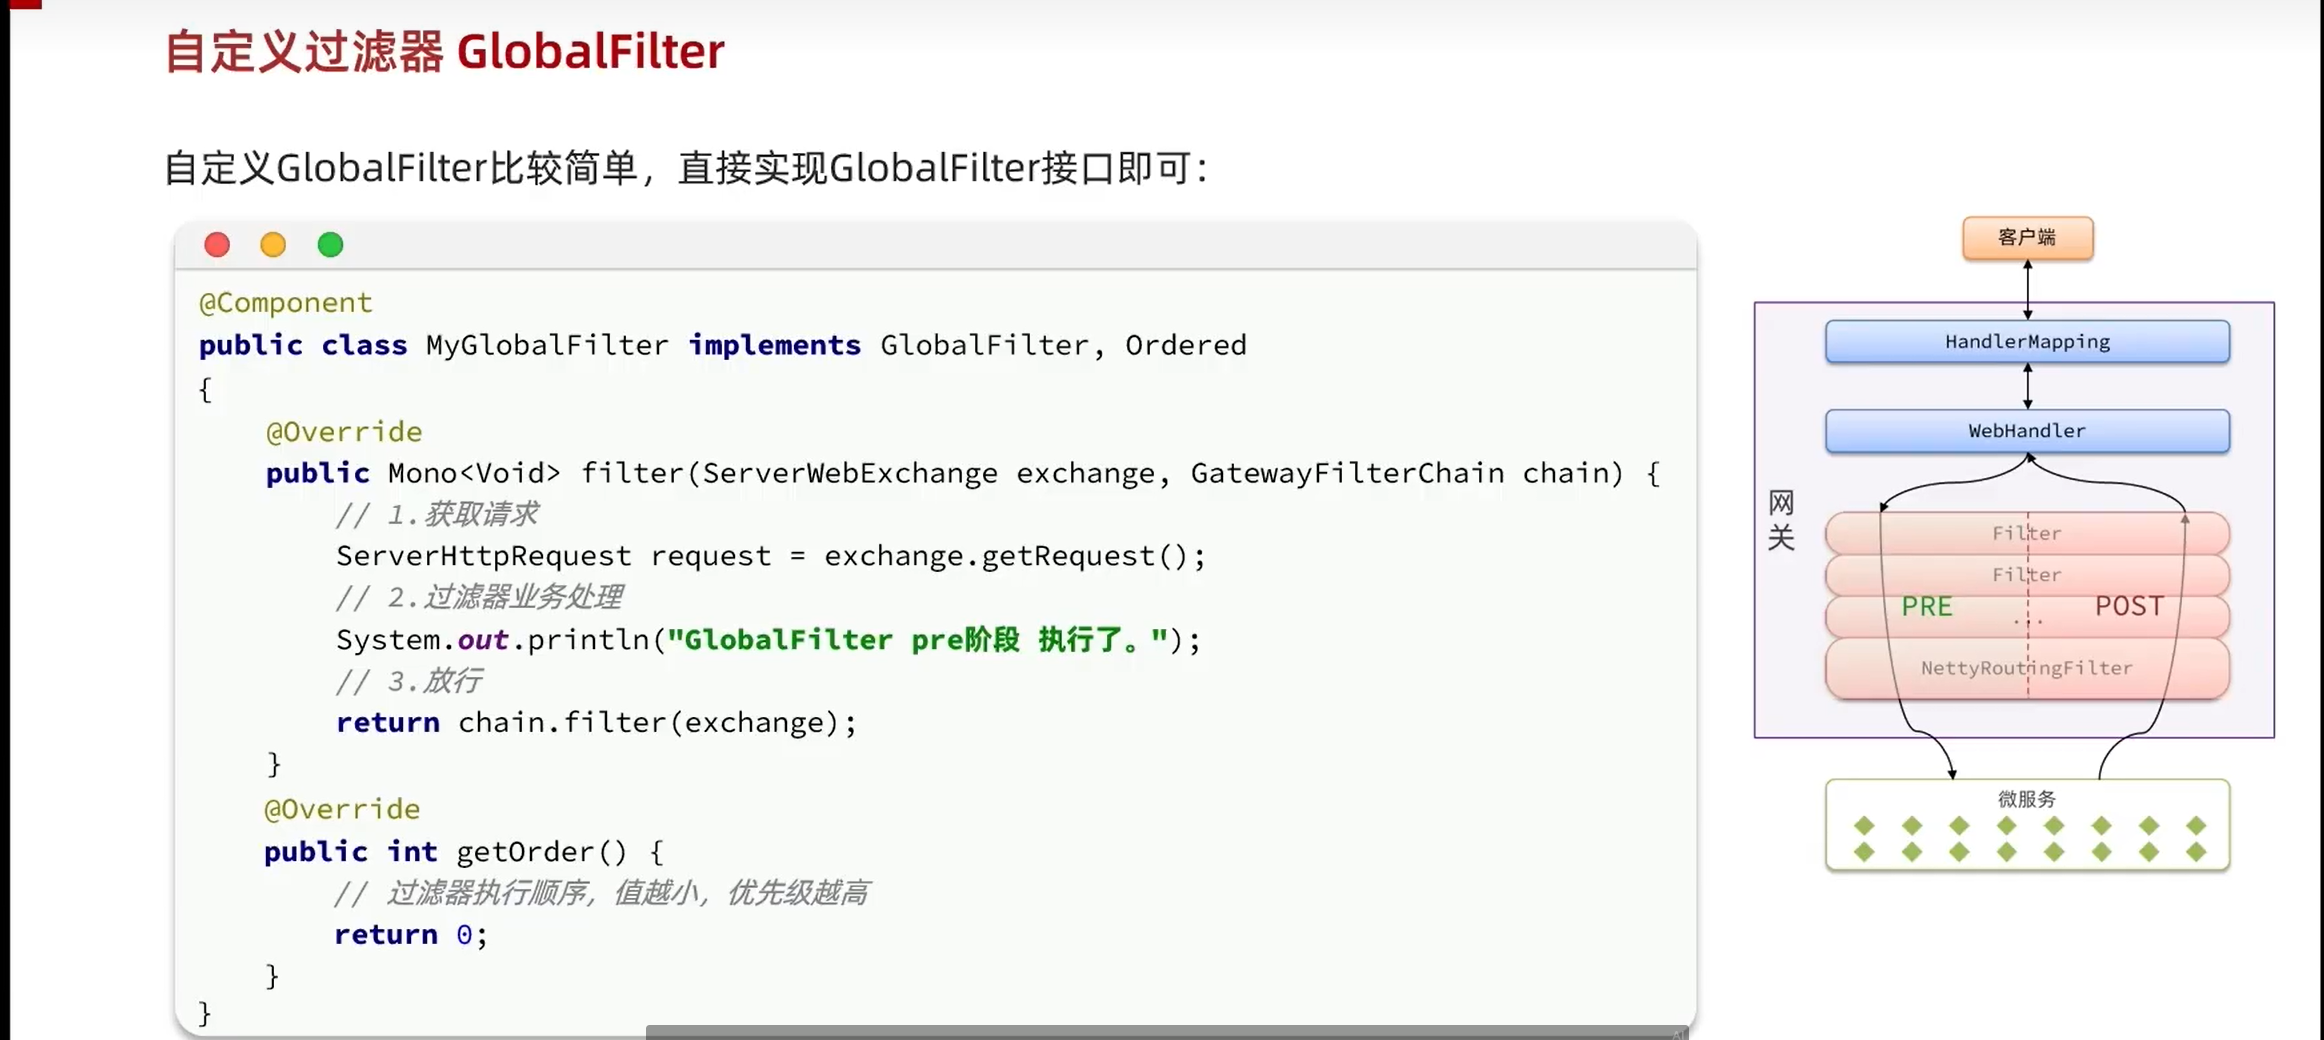 自定义过滤器 GlobalFilter
自定义GlobalFilter比较简单，直接实现GlobalFilter接口即可：
@Component
public class MyGlobalFilter implements GlobalFilter, Ordered
{
@Override
public Mono<Void> filter(ServerWebExchange exchange, GatewayFilterChain chain) {
// 1.获取请求
ServerHttpRequest request = exchange.getRequest();
// 2.过滤器业务处理
System.out.println("GlobalFilter pre阶段 执行了。");
// 3.放行
return chain.filter(exchange);
}
@Override
public int getOrder() {
// 过滤器执行顺序，值越小，优先级越高
return 0;
}
}
客户端
HandlerMapping
WebHandler
网关
Filter
Filter
PRE
...
POST
NettyRoutingFilter
微服务